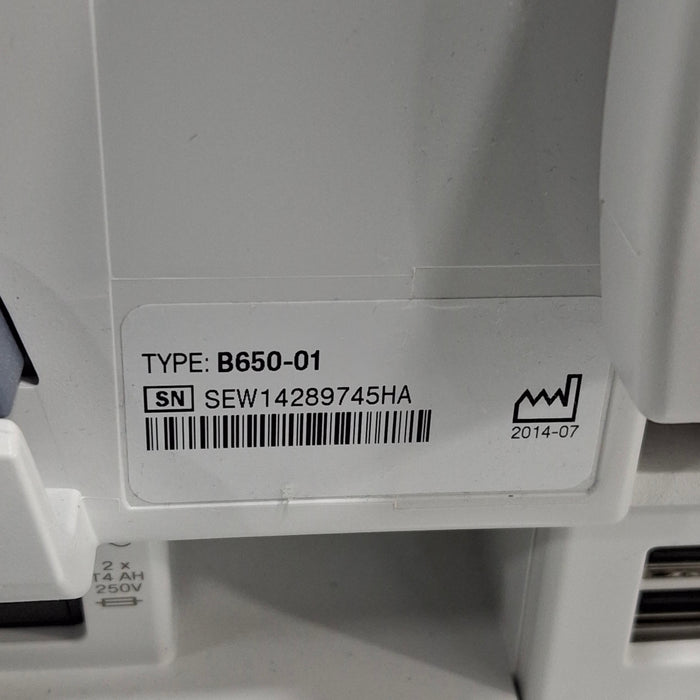 TYPE: B650-01
SN SEW14289745HA
2014-07
2 x
T4 AH
250V